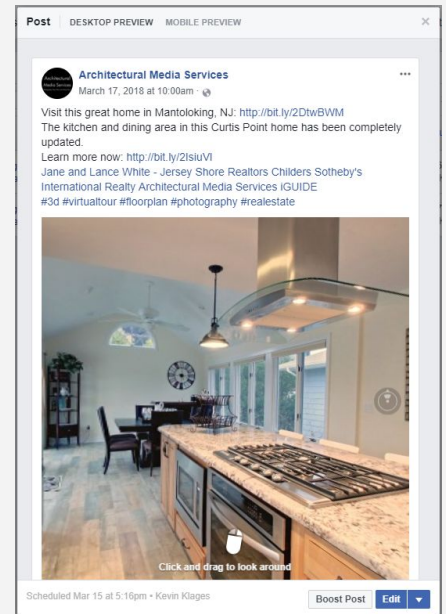 Post DESKTOP PREVIEW MOBILE PREVIEW ×
Architectural Media Services
March 17, 2018 at 10:00am ·
Visit this great home in Mantoloking, NJ: http://bit.ly/2DtwBWM
The kitchen and dining area in this Curtis Point home has been completely
updated.
Learn more now: http://bit.ly/2IsiuVl
Jane and Lance White - Jersey Shore Realtors Childers Sotheby's
International Realty Architectural Media Services iGUIDE
#3d #virtualtour #floorplan #photography #realestate
Click and drag to look around
Scheduled Mar 15 at 5:16pm • Kevin Klages
Boost Post Edit